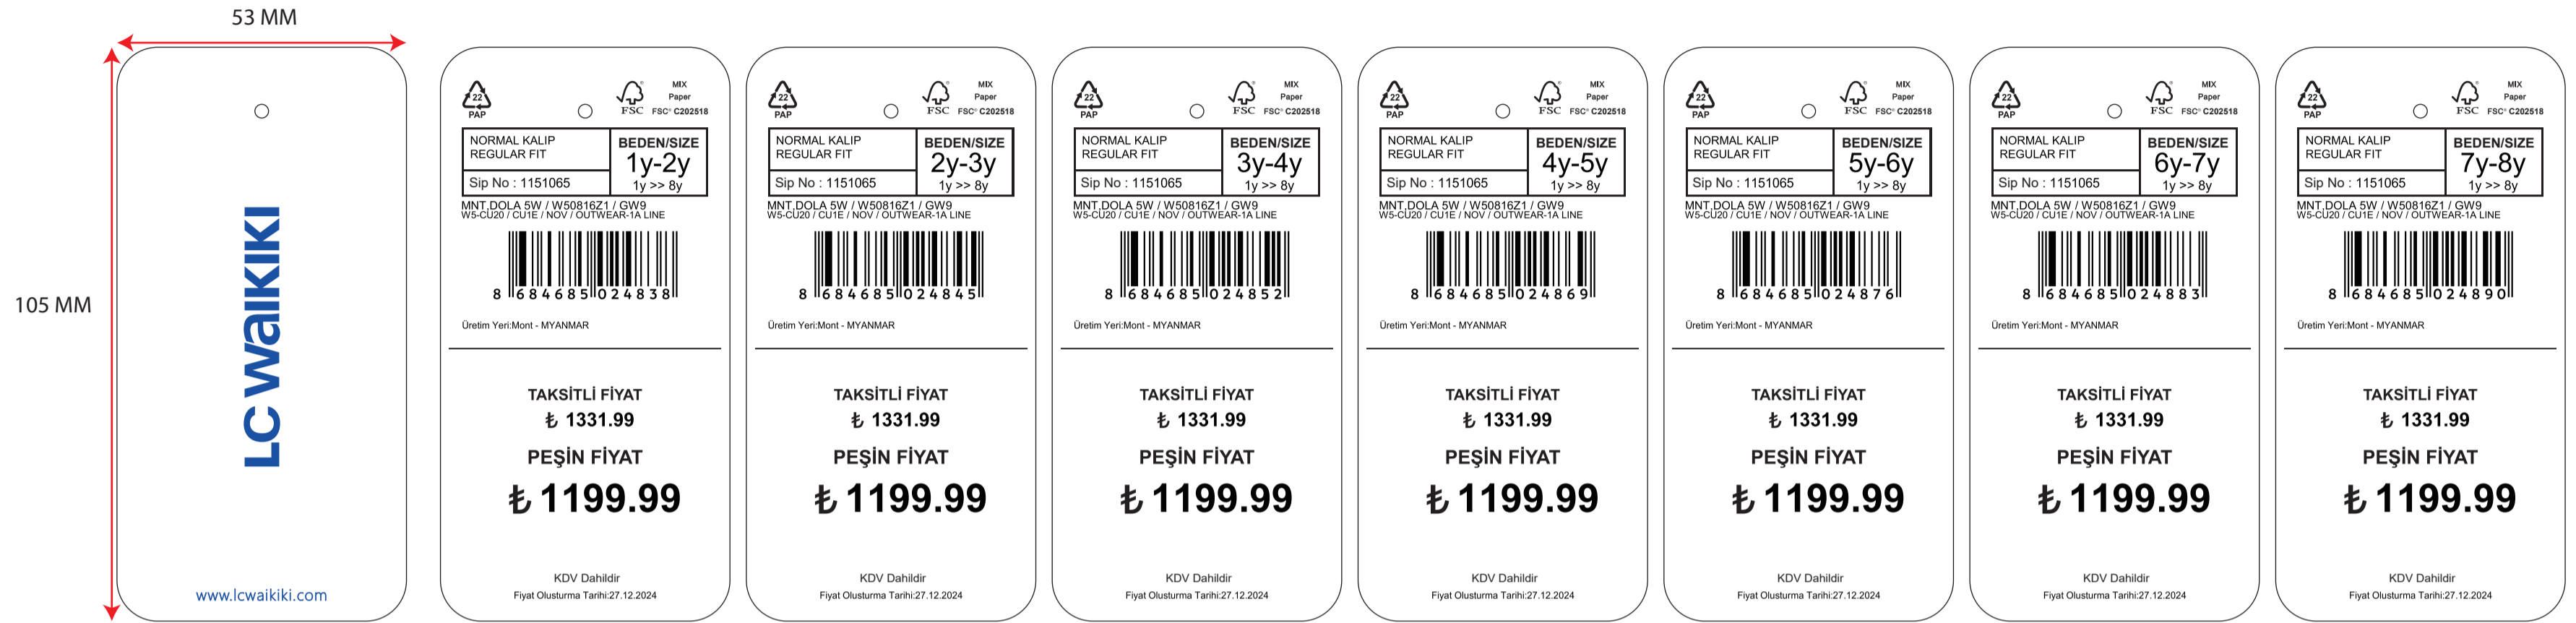 53 MM
105 MM
LC WAIKIKI
www.lcwaikiki.com
22
PAP
FSC®
MIX
Paper
FSC® C202518
NORMAL KALIP
REGULAR FIT
Sip No : 1151065
BEDEN/SIZE
1y-2y
1y >> 8y
MNT,DOLA 5W / W50816Z1 / GW9
W5-CU20 / CU1E / NOV / OUTWEAR-1A LINE
8 684685 024838
Üretim Yeri:Mont - MYANMAR
TAKSİTLİ FİYAT
₺ 1331.99
PEŞİN FİYAT
₺ 1199.99
KDV Dahildir
Fiyat Olusturma Tarihi:27.12.2024
22
PAP
FSC®
MIX
Paper
FSC® C202518
NORMAL KALIP
REGULAR FIT
Sip No : 1151065
BEDEN/SIZE
2y-3y
1y >> 8y
MNT,DOLA 5W / W50816Z1 / GW9
W5-CU20 / CU1E / NOV / OUTWEAR-1A LINE
8 684685 024845
Üretim Yeri:Mont - MYANMAR
TAKSİTLİ FİYAT
₺ 1331.99
PEŞİN FİYAT
₺ 1199.99
KDV Dahildir
Fiyat Olusturma Tarihi:27.12.2024
22
PAP
FSC®
MIX
Paper
FSC® C202518
NORMAL KALIP
REGULAR FIT
Sip No : 1151065
BEDEN/SIZE
3y-4y
1y >> 8y
MNT,DOLA 5W / W50816Z1 / GW9
W5-CU20 / CU1E / NOV / OUTWEAR-1A LINE
8 684685 024852
Üretim Yeri:Mont - MYANMAR
TAKSİTLİ FİYAT
₺ 1331.99
PEŞİN FİYAT
₺ 1199.99
KDV Dahildir
Fiyat Olusturma Tarihi:27.12.2024
22
PAP
FSC®
MIX
Paper
FSC® C202518
NORMAL KALIP
REGULAR FIT
Sip No : 1151065
BEDEN/SIZE
4y-5y
1y >> 8y
MNT,DOLA 5W / W50816Z1 / GW9
W5-CU20 / CU1E / NOV / OUTWEAR-1A LINE
8 684685 024869
Üretim Yeri:Mont - MYANMAR
TAKSİTLİ FİYAT
₺ 1331.99
PEŞİN FİYAT
₺ 1199.99
KDV Dahildir
Fiyat Olusturma Tarihi:27.12.2024
22
PAP
FSC®
MIX
Paper
FSC® C202518
NORMAL KALIP
REGULAR FIT
Sip No : 1151065
BEDEN/SIZE
5y-6y
1y >> 8y
MNT,DOLA 5W / W50816Z1 / GW9
W5-CU20 / CU1E / NOV / OUTWEAR-1A LINE
8 684685 024876
Üretim Yeri:Mont - MYANMAR
TAKSİTLİ FİYAT
₺ 1331.99
PEŞİN FİYAT
₺ 1199.99
KDV Dahildir
Fiyat Olusturma Tarihi:27.12.2024
22
PAP
FSC®
MIX
Paper
FSC® C202518
NORMAL KALIP
REGULAR FIT
Sip No : 1151065
BEDEN/SIZE
6y-7y
1y >> 8y
MNT,DOLA 5W / W50816Z1 / GW9
W5-CU20 / CU1E / NOV / OUTWEAR-1A LINE
8 684685 024883
Üretim Yeri:Mont - MYANMAR
TAKSİTLİ FİYAT
₺ 1331.99
PEŞİN FİYAT
₺ 1199.99
KDV Dahildir
Fiyat Olusturma Tarihi:27.12.2024
22
PAP
FSC®
MIX
Paper
FSC® C202518
NORMAL KALIP
REGULAR FIT
Sip No : 1151065
BEDEN/SIZE
7y-8y
1y >> 8y
MNT,DOLA 5W / W50816Z1 / GW9
W5-CU20 / CU1E / NOV / OUTWEAR-1A LINE
8 684685 024890
Üretim Yeri:Mont - MYANMAR
TAKSİTLİ FİYAT
₺ 1331.99
PEŞİN FİYAT
₺ 1199.99
KDV Dahildir
Fiyat Olusturma Tarihi:27.12.2024